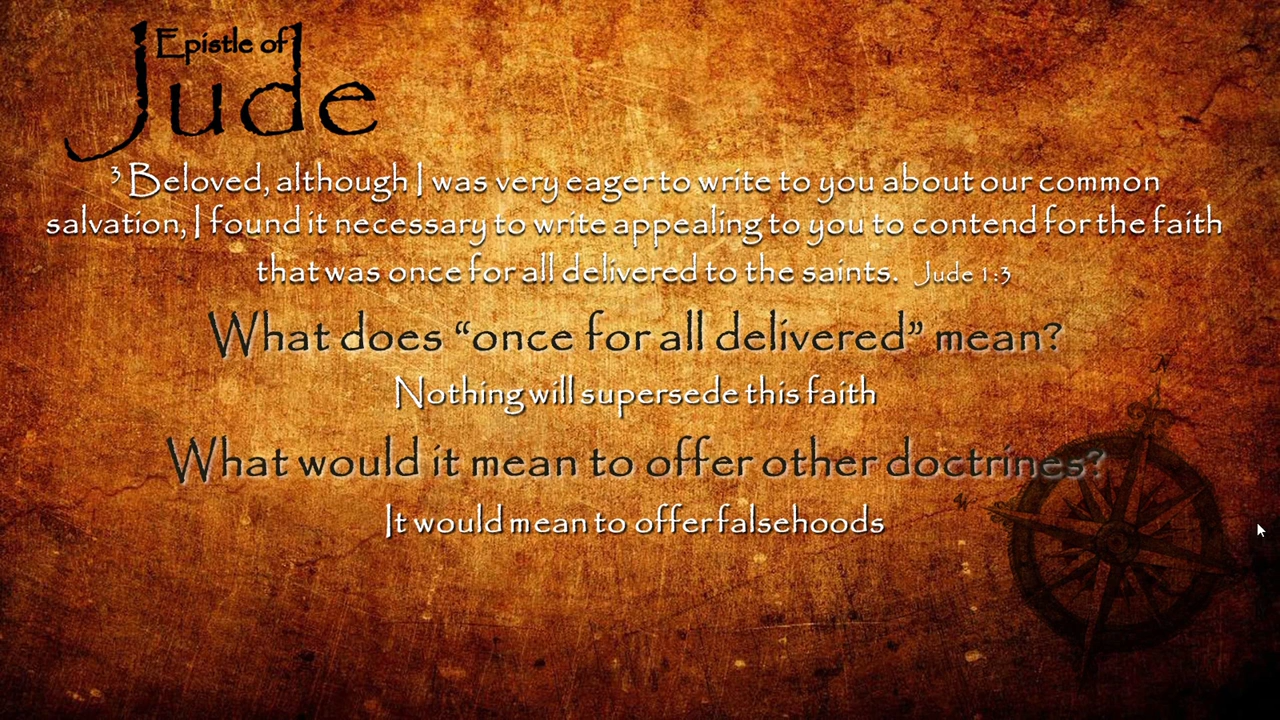 Epistle of
Jude
³ Beloved, although I was very eager to write to you about our common
salvation, I found it necessary to write appealing to you to contend for the faith
that was once for all delivered to the saints. Jude 1:3
What does “once for all delivered” mean?
Nothing will supersede this faith
What would it mean to offer other doctrines?
It would mean to offer falsehoods
N
W